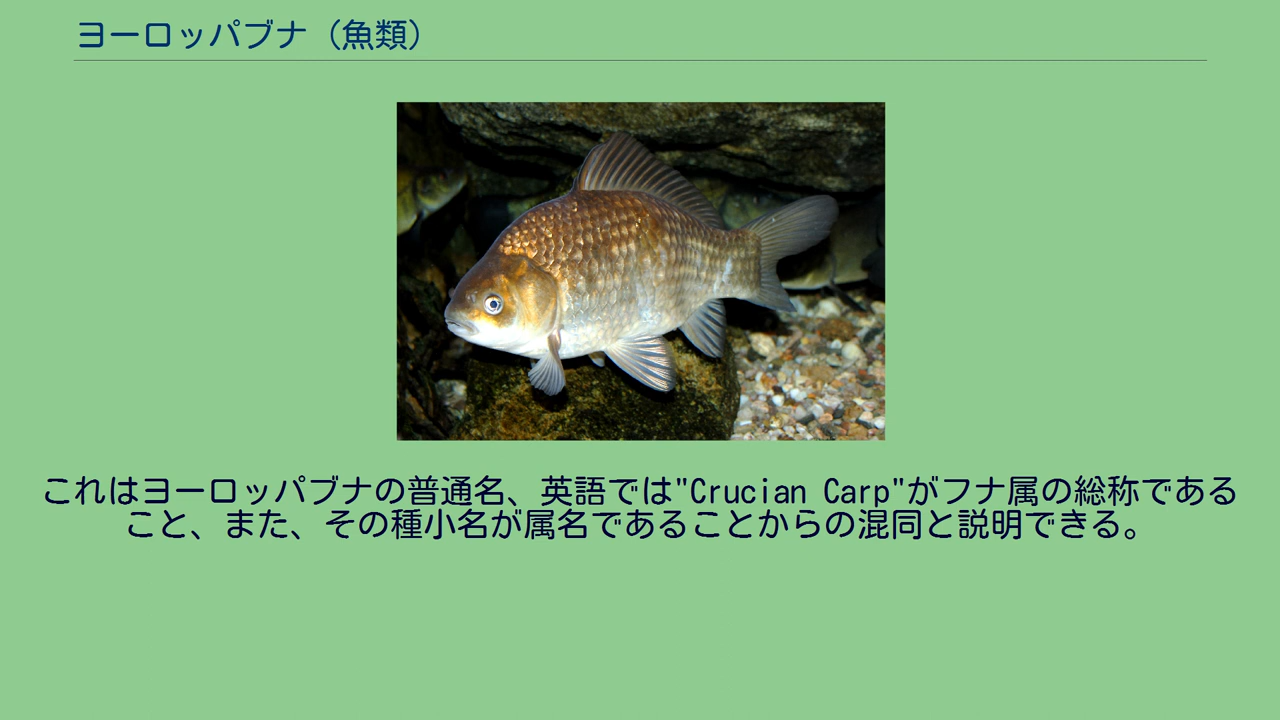 ヨーロッパブナ（魚類）
これはヨーロッパブナの普通名、英語では"Crucian Carp"がフナ属の総称である
こと、また、その種小名が属名であることからの混同と説明できる。